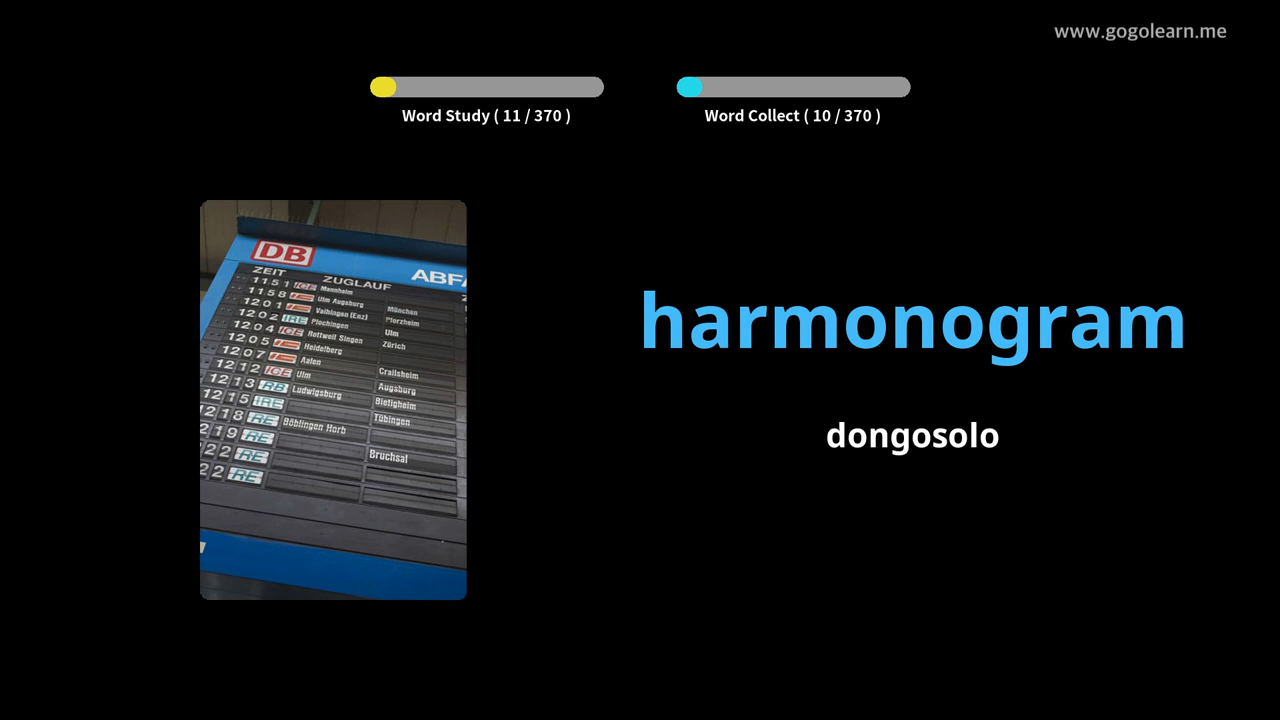 www.gogolearn.me
Word Study ( 11 / 370 )
Word Collect ( 10 / 370 )
DB
ABF
ZEIT ZUGLAUF
1151 ICE Mannheim
1158 Ulm Augsburg München
1201 Vaihingen (Enz) Pforzheim
1202 IRE Plochingen Ulm
1204 ICE Rottweil Singen Zürich
1205 Heidelberg
1207 Aalen Crailsheim
1212 ICE Ulm Augsburg
1213 RB Ludwigsburg Bietigheim
1215 IRE Tübingen
1218 RE Böblingen Horb
219 RE Bruchsal
22 RE
22 RE
harmonogram
dongosolo